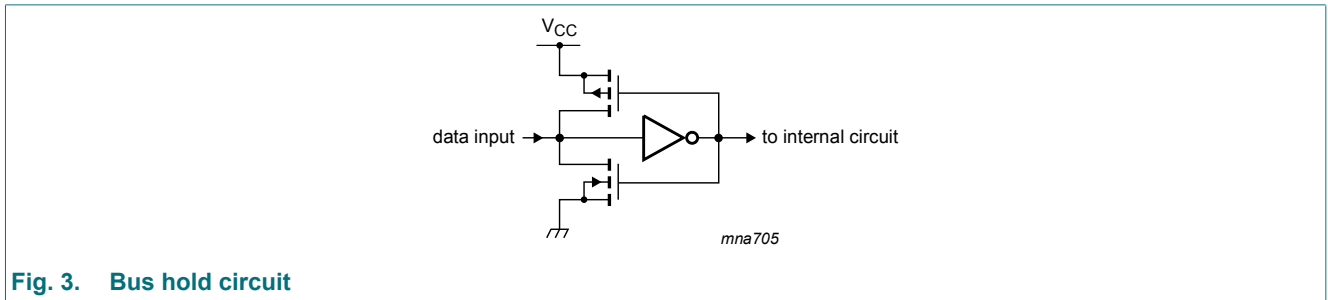 VCC
data input
to internal circuit
mna705
Fig. 3. Bus hold circuit